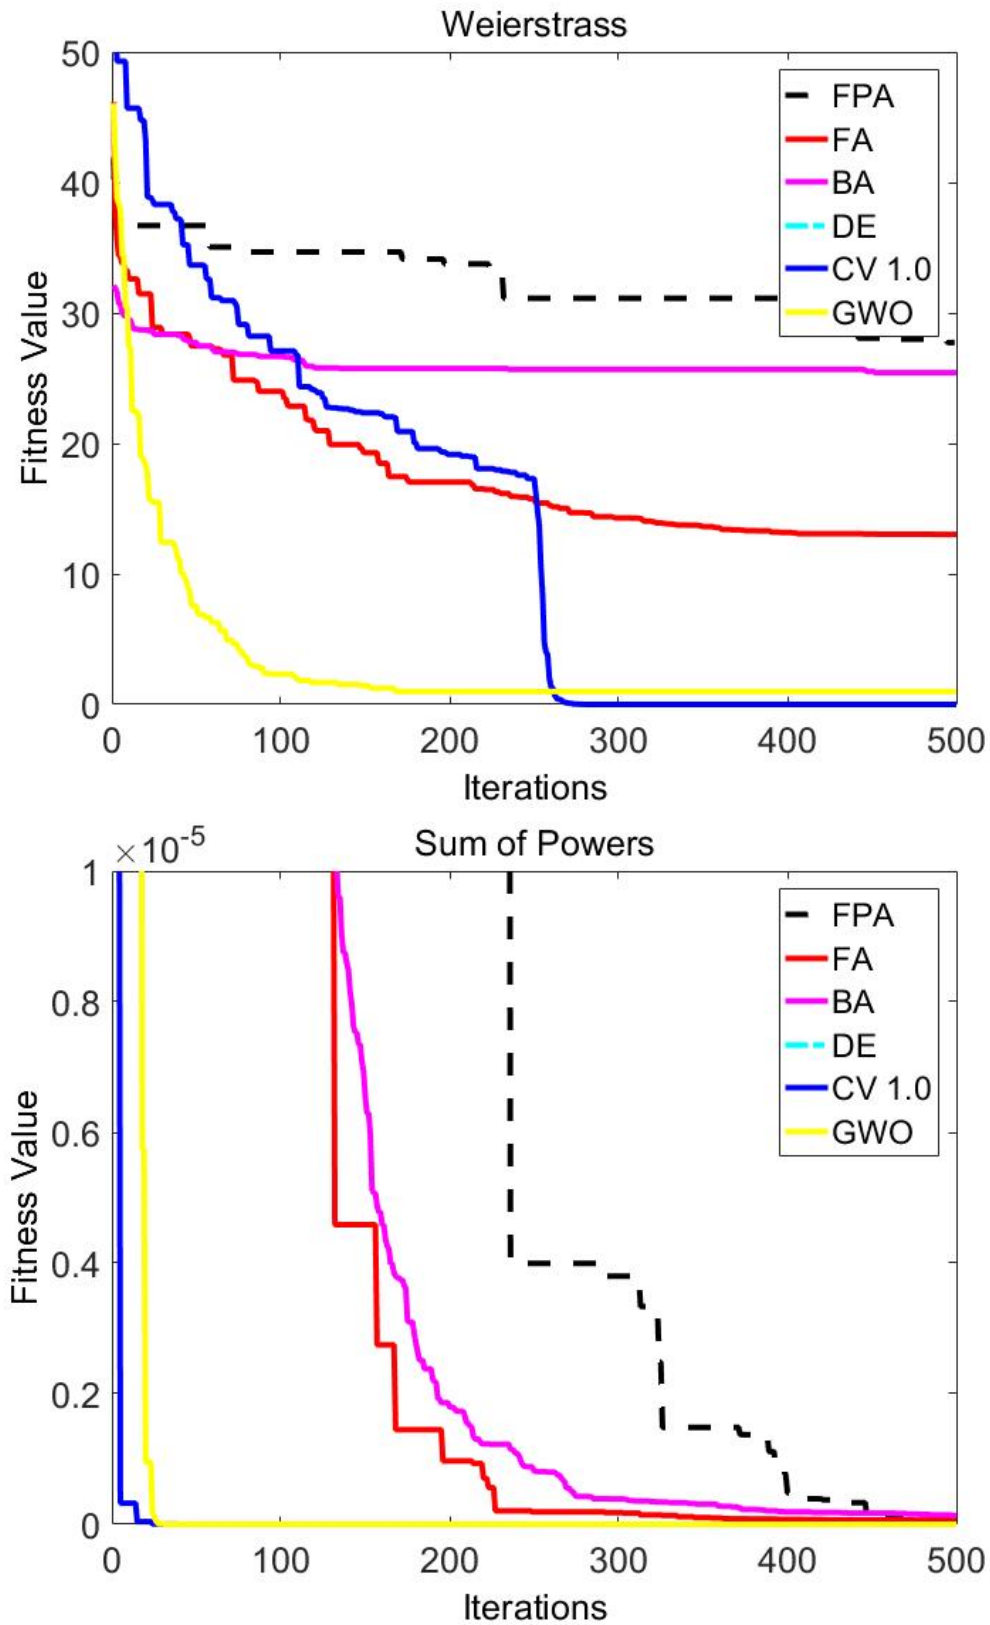 Weierstrass
50
40
30
20
10
0
Fitness Value
FPA
FA
BA
DE
CV 1.0
GWO
0 100 200 300 400 500
Iterations
×10-5
Sum of Powers
1
0.8
0.6
0.4
0.2
0
Fitness Value
FPA
FA
BA
DE
CV 1.0
GWO
0 100 200 300 400 500
Iterations